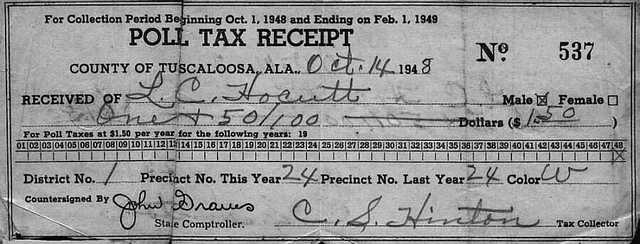 For Collection Period Beginning Oct. 1, 1948 and Ending on Feb. 1, 1949
POLL TAX RECEIPT
No. 537
COUNTY OF TUSCALOOSA, ALA., Oct. 14 1948
RECEIVED OF L. C. Hocutt Male ☒ Female ☐
One + 50/100 Dollars ($ 1.50 )
For Poll Taxes at $1.50 per year for the following years: 19
01 02 03 04 05 06 07 08 09 10 11 12 13 14 15 16 17 18 19 20 21 22 23 24 25 26 27 28 29 30 31 32 33 34 35 36 37 38 39 40 41 42 43 44 45 46 47 48
X
District No. 1 Precinct No. This Year 24 Precinct No. Last Year 24 Color W
Countersigned By John Graves C. S. Hinton
State Comptroller. Tax Collector